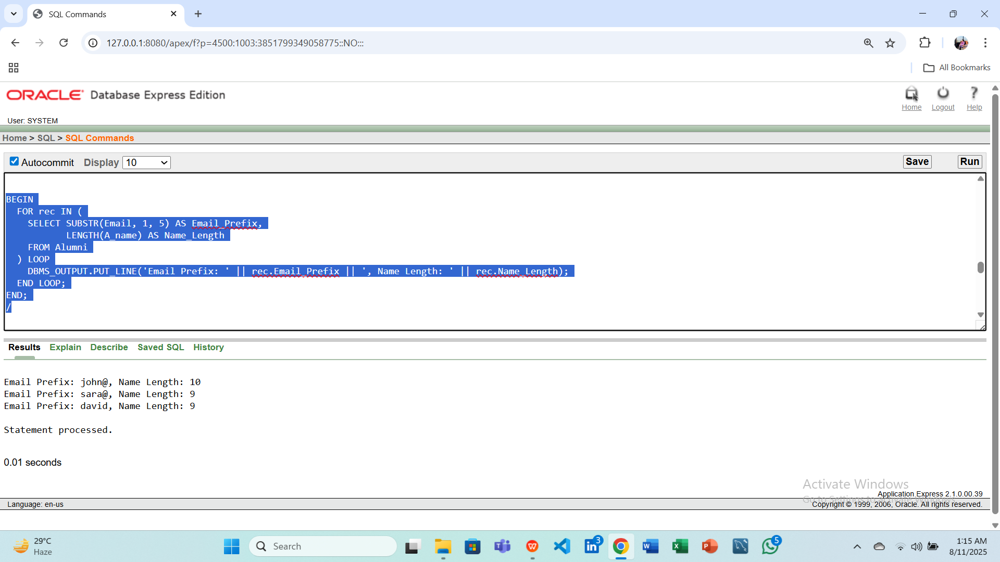 SQL Commands
127.0.0.1:8080/apex/f?p=4500:1003:3851799349058775::NO:::
All Bookmarks
ORACLE Database Express Edition
Home Logout Help
User: SYSTEM
Home > SQL > SQL Commands
Autocommit Display 10 Save Run
BEGIN
FOR rec IN (
SELECT SUBSTR(Email, 1, 5) AS Email_Prefix,
LENGTH(A_name) AS Name_Length
FROM Alumni
) LOOP
DBMS_OUTPUT.PUT_LINE('Email Prefix: ' || rec.Email_Prefix || ', Name Length: ' || rec.Name_Length);
END LOOP;
END;
/
Results Explain Describe Saved SQL History
Email Prefix: john@, Name Length: 10
Email Prefix: sara@, Name Length: 9
Email Prefix: david, Name Length: 9
Statement processed.
0.01 seconds
Activate Windows
Go to Settings to activate Windows.
Application Express 2.1.0.00.39
Language: en-us
Copyright © 1999, 2006, Oracle. All rights reserved.
29°C
Haze
Search
3
5
1:15 AM
8/11/2025